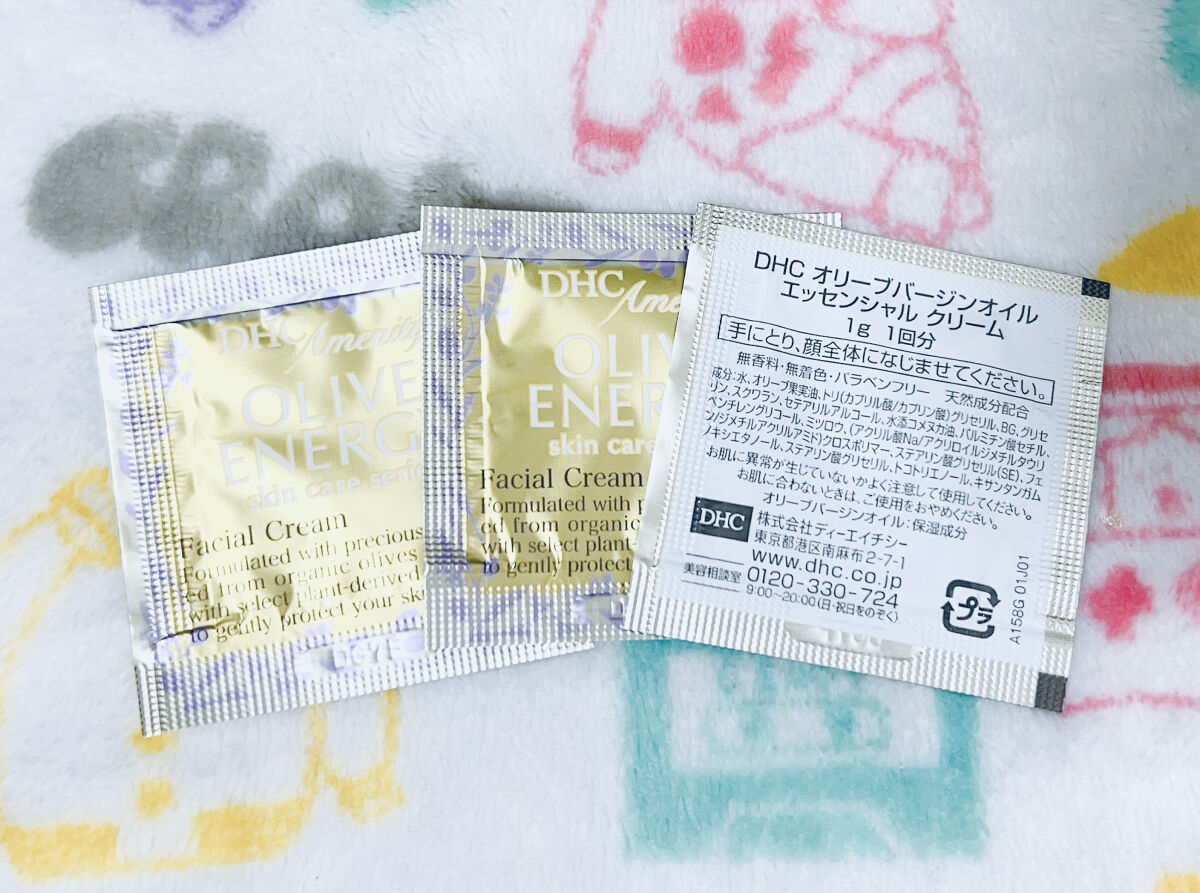 DHC Amenity
OLIVE
ENERG
skin care serie
Facial Cream
Formulated with precious
ed from organic olives
with select plant-derived
to gently protect your ski
DHC Ame
OLIV
ENER
skin care
Facial Cream
Formulated with p
ed from organic
with select plant
to gently protect
DHC オリーブバージンオイル
エッセンシャル クリーム
1g 1回分
手にとり、顔全体になじませてください。
無香料・無着色・パラベンフリー 天然成分配合
成分:水、オリーブ果実油、トリ(カプリル酸/カプリン酸)グリセリル、BG、グリセ
リン、スクワラン、セテアリルアルコール、水添コメヌカ油、パルミチン酸セチル、
ペンチレングリコール、ミツロウ、(アクリル酸Na/アクリロイルジメチルタウリ
ン/ジメチルアクリルアミド)クロスポリマー、ステアリン酸グリセリル(SE)、フェ
ノキシエタノール、ステアリン酸グリセリル、トコトリエノール、キサンタンガム
お肌に異常が生じていないかよく注意して使用してください。
お肌に合わないときは、ご使用をおやめください。
オリーブバージンオイル:保湿成分
DHC 株式会社ディーエイチシー
東京都港区南麻布2-7-1
www.dhc.co.jp
美容相談室 0120-330-724
9:00〜20:00(日・祝日をのぞく)
プラ
A158G 01J01